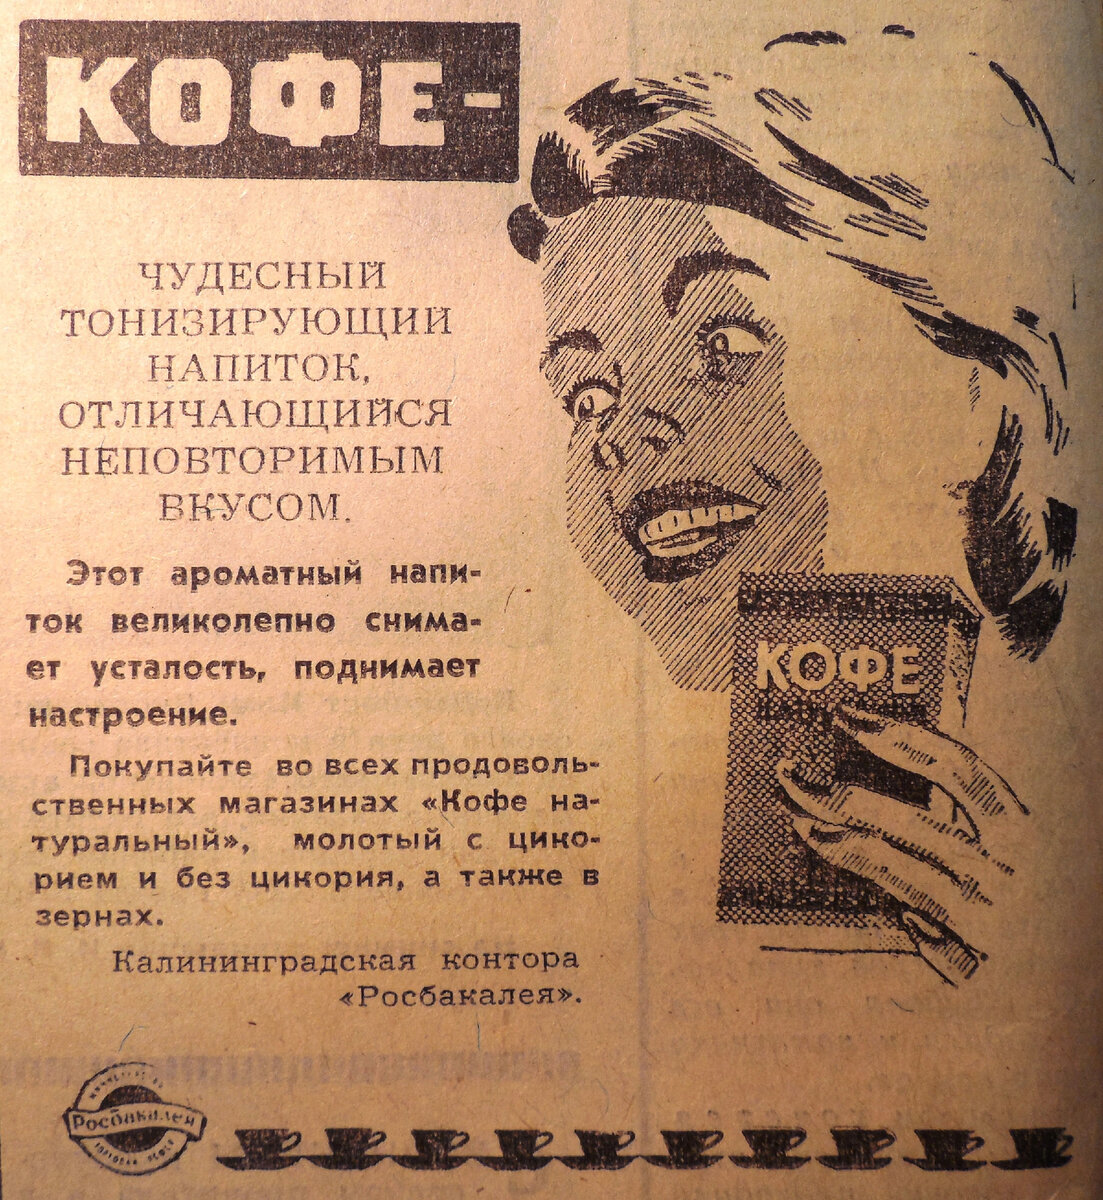 КОФЕ-
ЧУДЕСНЫЙ
ТОНИЗИРУЮЩИЙ
НАПИТОК,
ОТЛИЧАЮЩИЙСЯ
НЕПОВТОРИМЫМ
ВКУСОМ.
Этот ароматный напи-
ток великолепно снима-
ет усталость, поднимает
настроение.
Покупайте во всех продоволь-
ственных магазинах «Кофе на-
туральный», молотый с цико-
рием и без цикория, а также в
зернах.
Калининградская контора
«Росбакалея».
КОФЕ
Росбакалея